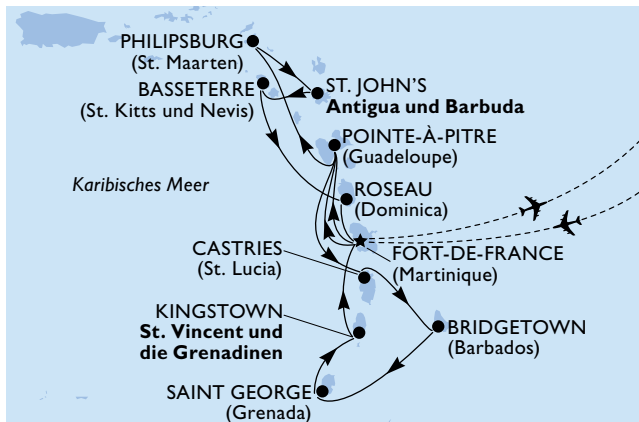 PHILIPSBURG
(St. Maarten)
BASSETERRE
(St. Kitts und Nevis)
ST. JOHN'S
Antigua und Barbuda
POINTE-À-PITRE
(Guadeloupe)
Karibisches Meer
ROSEAU
(Dominica)
CASTRIES
(St. Lucia)
FORT-DE-FRANCE
(Martinique)
KINGSTOWN
St. Vincent und
die Grenadinen
BRIDGETOWN
(Barbados)
SAINT GEORGE
(Grenada)